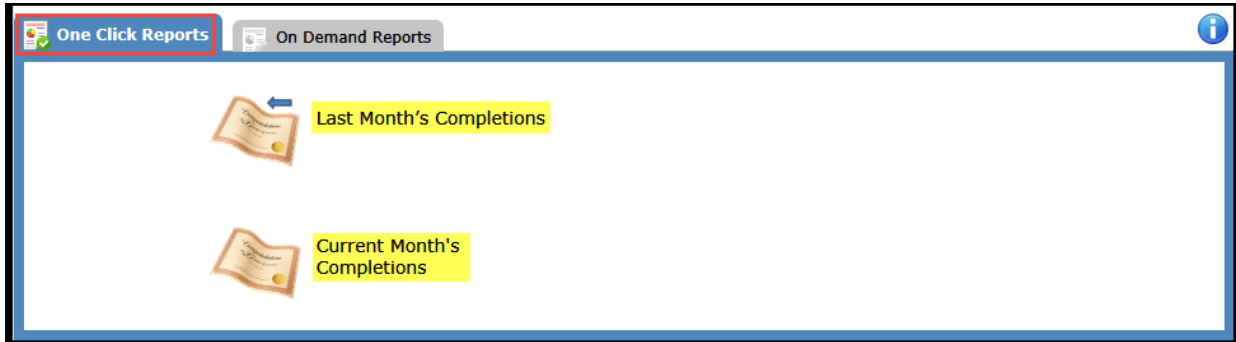 One Click Reports
On Demand Reports
Last Month’s Completions
Current Month's
Completions